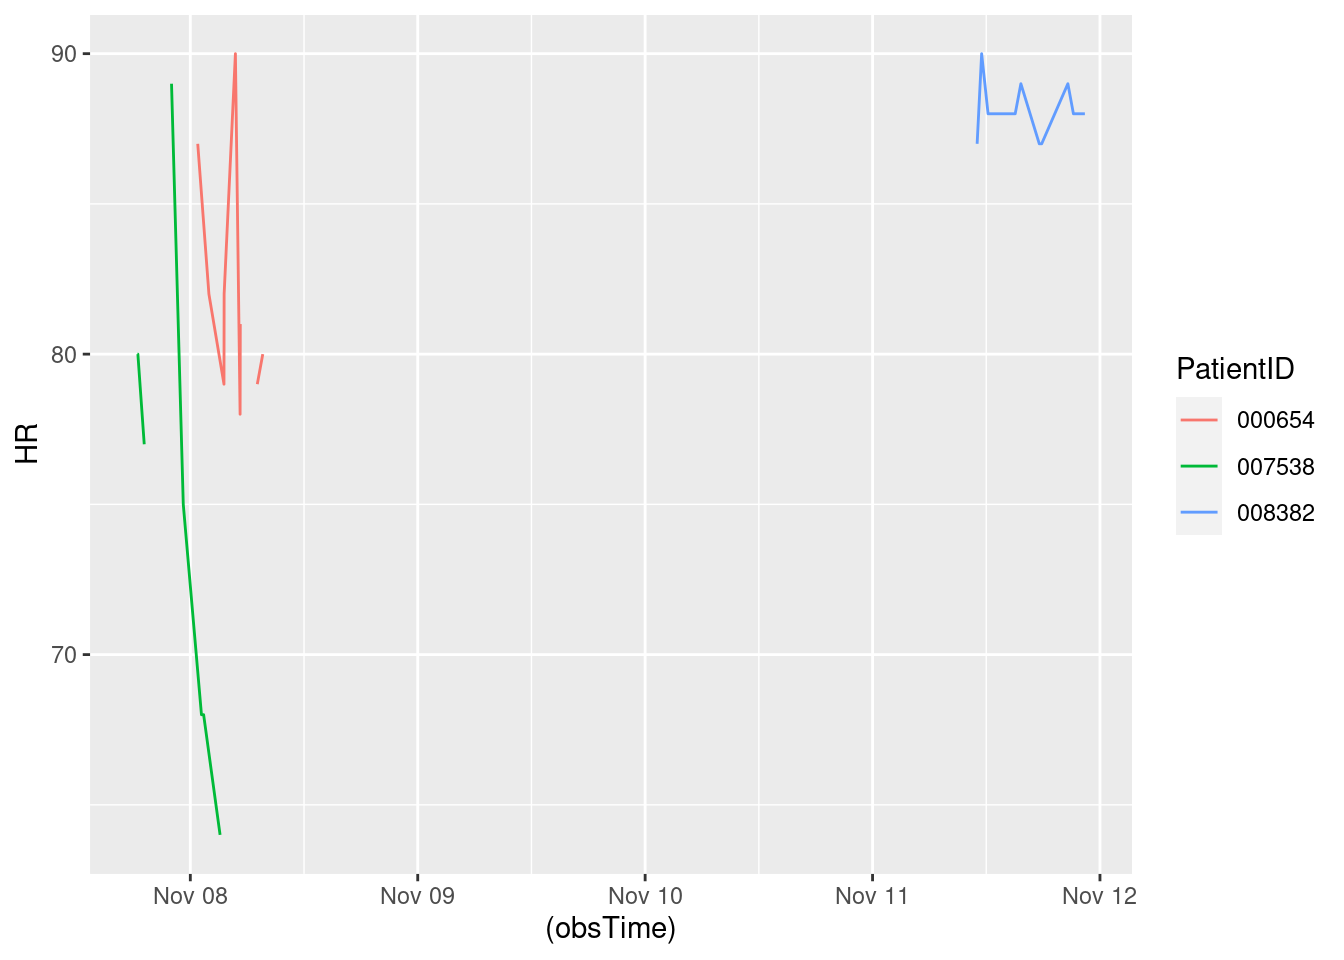 90
80
70
HR
Nov 08
Nov 09
Nov 10
Nov 11
Nov 12
(obsTime)
PatientID
000654
007538
008382